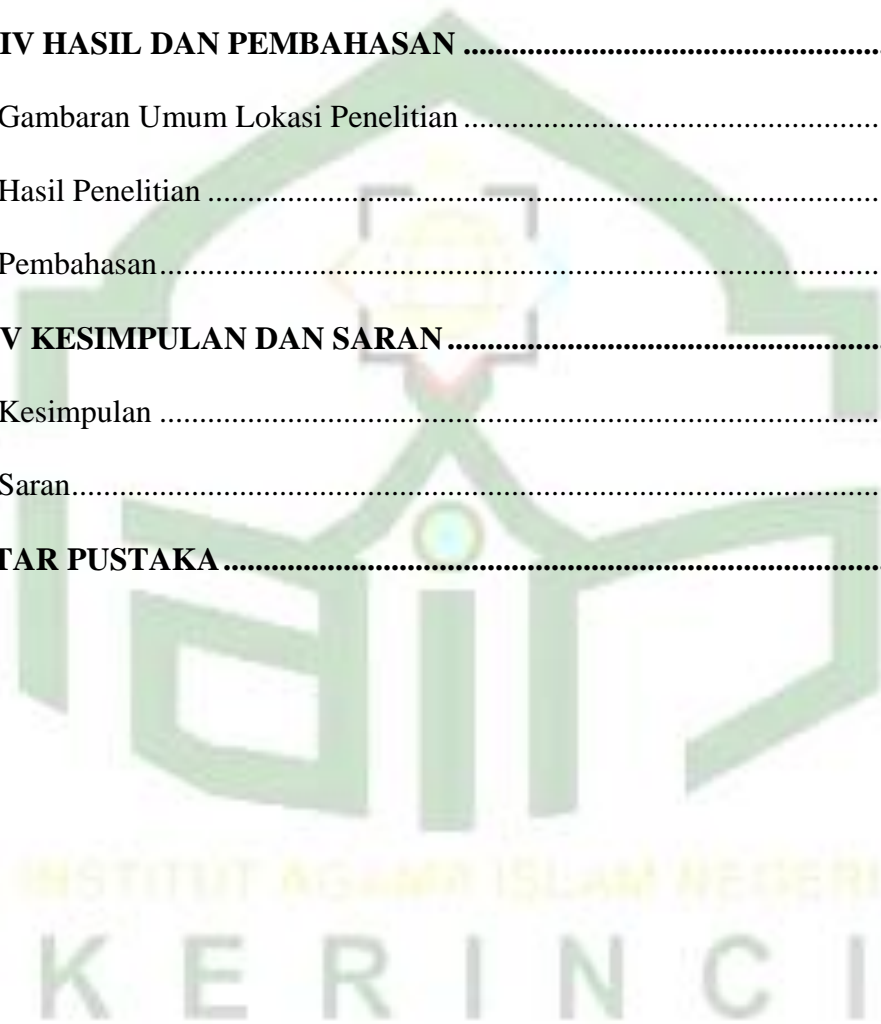 IV HASIL DAN PEMBAHASAN ........................................................
Gambaran Umum Lokasi Penelitian ........................................................
Hasil Penelitian ........................................................................................
Pembahasan..............................................................................................
V KESIMPULAN DAN SARAN ........................................................
Kesimpulan ..............................................................................................
Saran.........................................................................................................
TAR PUSTAKA ........................................................................................
INSTITUT AGAMA ISLAM NEGERI
KERINCI